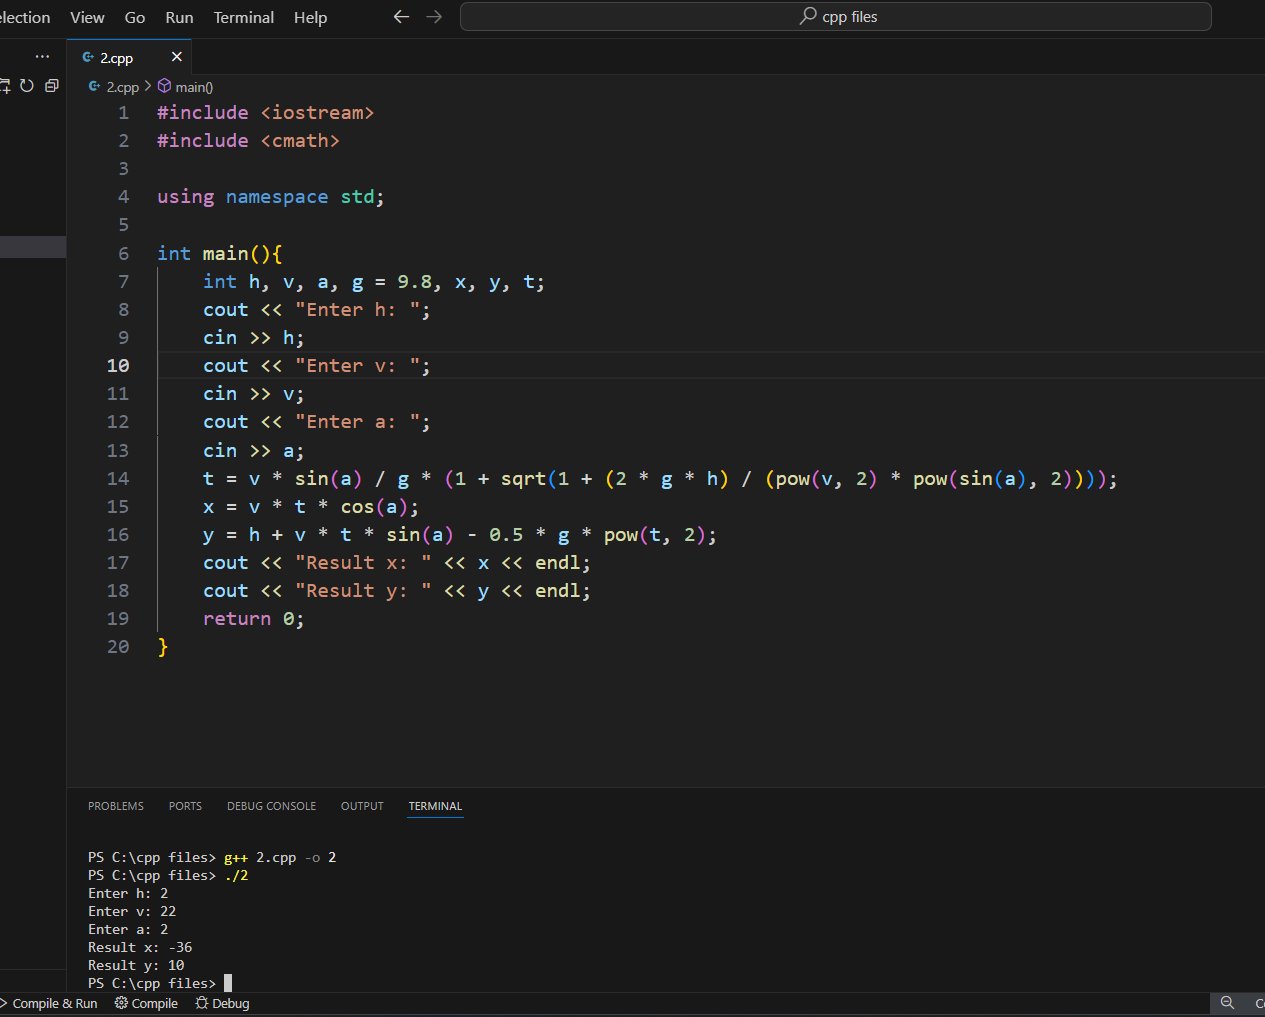 election View Go Run Terminal Help cpp files
2.cpp
2.cpp > main()
1 #include <iostream>
2 #include <cmath>
3
4 using namespace std;
5
6 int main(){
7 int h, v, a, g = 9.8, x, y, t;
8 cout << "Enter h: ";
9 cin >> h;
10 cout << "Enter v: ";
11 cin >> v;
12 cout << "Enter a: ";
13 cin >> a;
14 t = v * sin(a) / g * (1 + sqrt(1 + (2 * g * h) / (pow(v, 2) * pow(sin(a), 2))));
15 x = v * t * cos(a);
16 y = h + v * t * sin(a) - 0.5 * g * pow(t, 2);
17 cout << "Result x: " << x << endl;
18 cout << "Result y: " << y << endl;
19 return 0;
20 }
PROBLEMS PORTS DEBUG CONSOLE OUTPUT TERMINAL
PS C:\cpp files> g++ 2.cpp -o 2
PS C:\cpp files> ./2
Enter h: 2
Enter v: 22
Enter a: 2
Result x: -36
Result y: 10
PS C:\cpp files>
Compile & Run Compile Debug